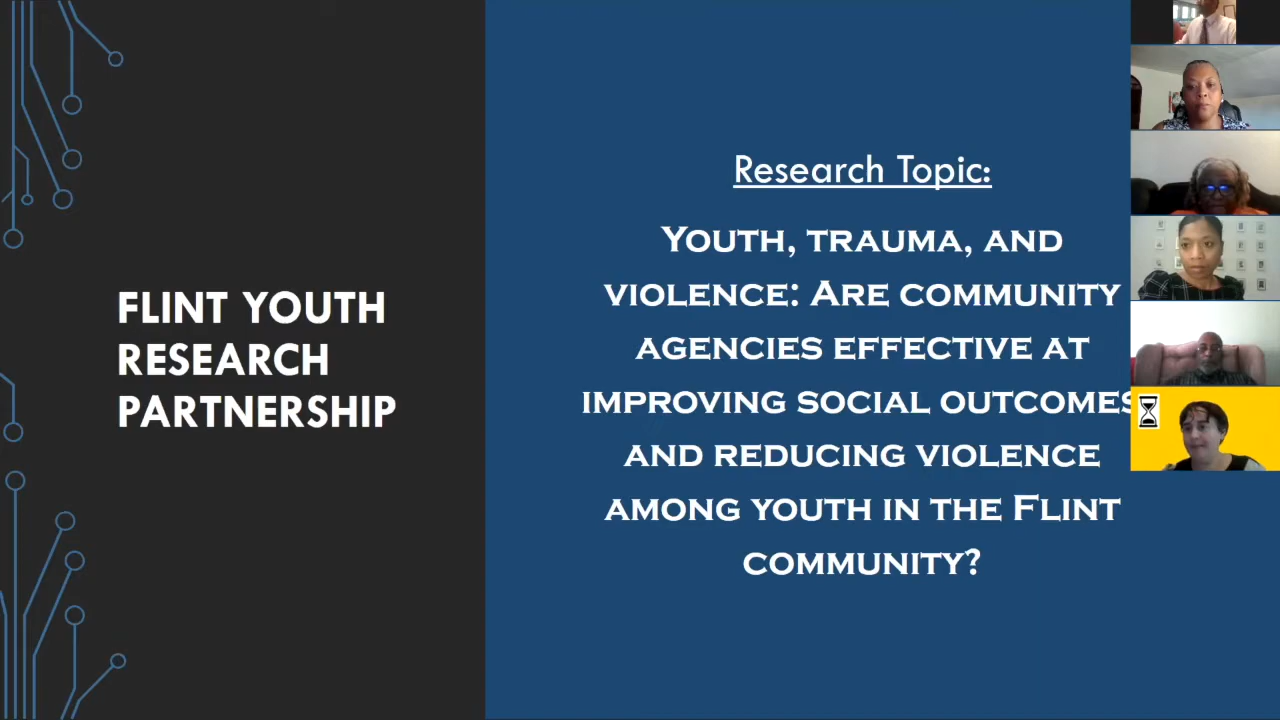 FLINT YOUTH
RESEARCH
PARTNERSHIP
Research Topic:
YOUTH, TRAUMA, AND
VIOLENCE: ARE COMMUNITY
AGENCIES EFFECTIVE AT
IMPROVING SOCIAL OUTCOMES
AND REDUCING VIOLENCE
AMONG YOUTH IN THE FLINT
COMMUNITY?